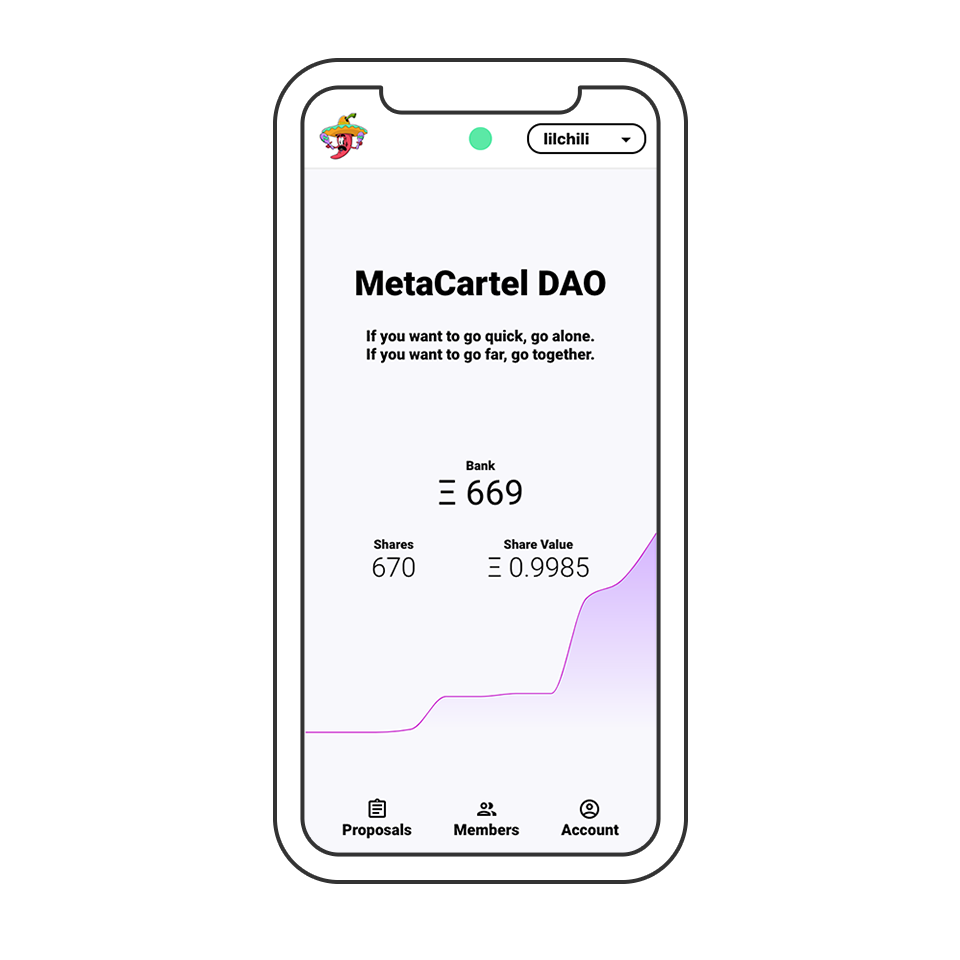 lilchili
MetaCartel DAO
If you want to go quick, go alone.
If you want to go far, go together.
Bank
Ξ 669
Shares
670
Share Value
Ξ 0.9985
Proposals
Members
Account